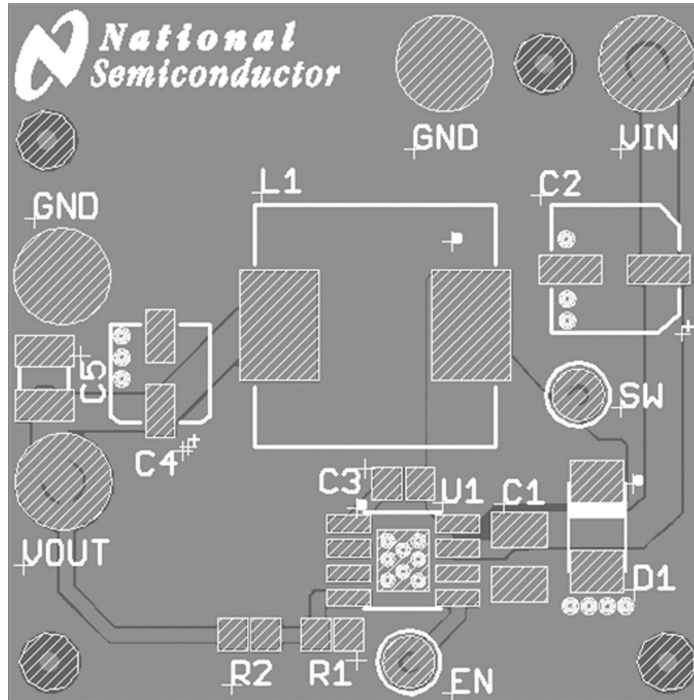 National
Semiconductor
GND
VIN
L1
C2
GND
C5
SW
C4
C3
U1
C1
VOUT
D1
R2
R1
EN